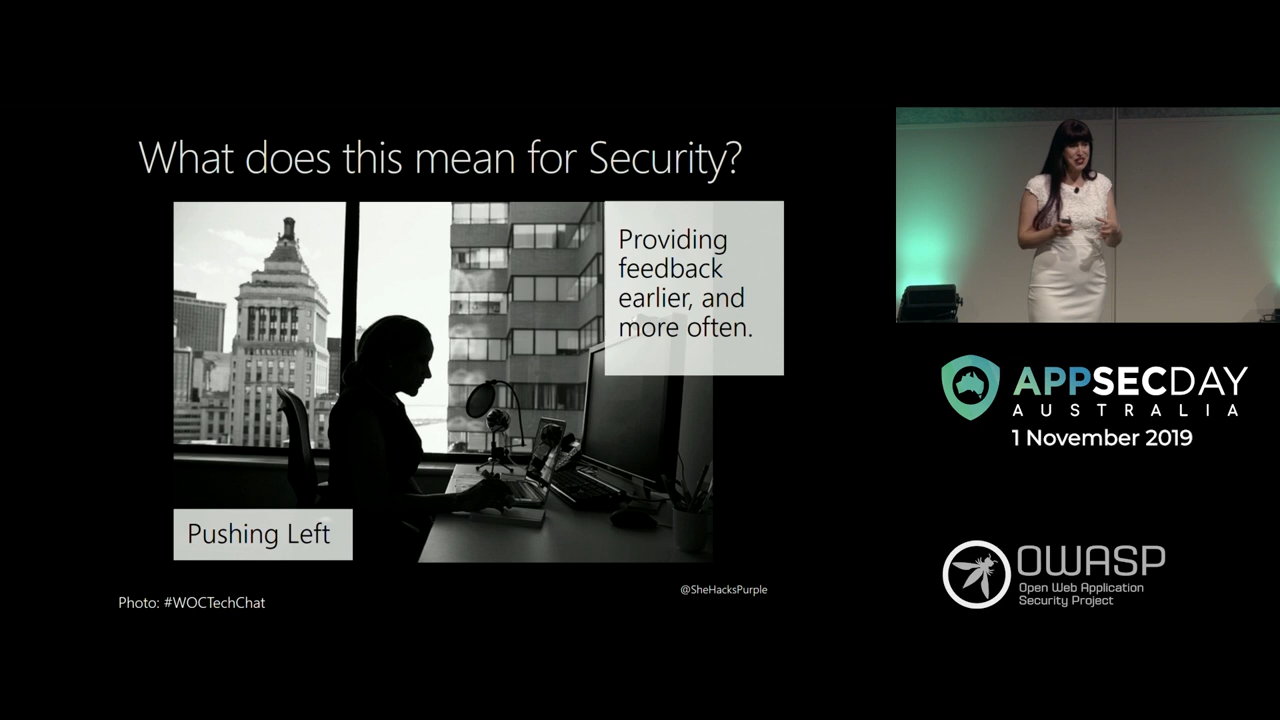 What does this mean for Security?
Providing
feedback
earlier, and
more often.
Pushing Left
@SheHacksPurple
Photo: #WOCTechChat
APPSECDAY
AUSTRALIA
1 November 2019
OWASP
Open Web Application
Security Project